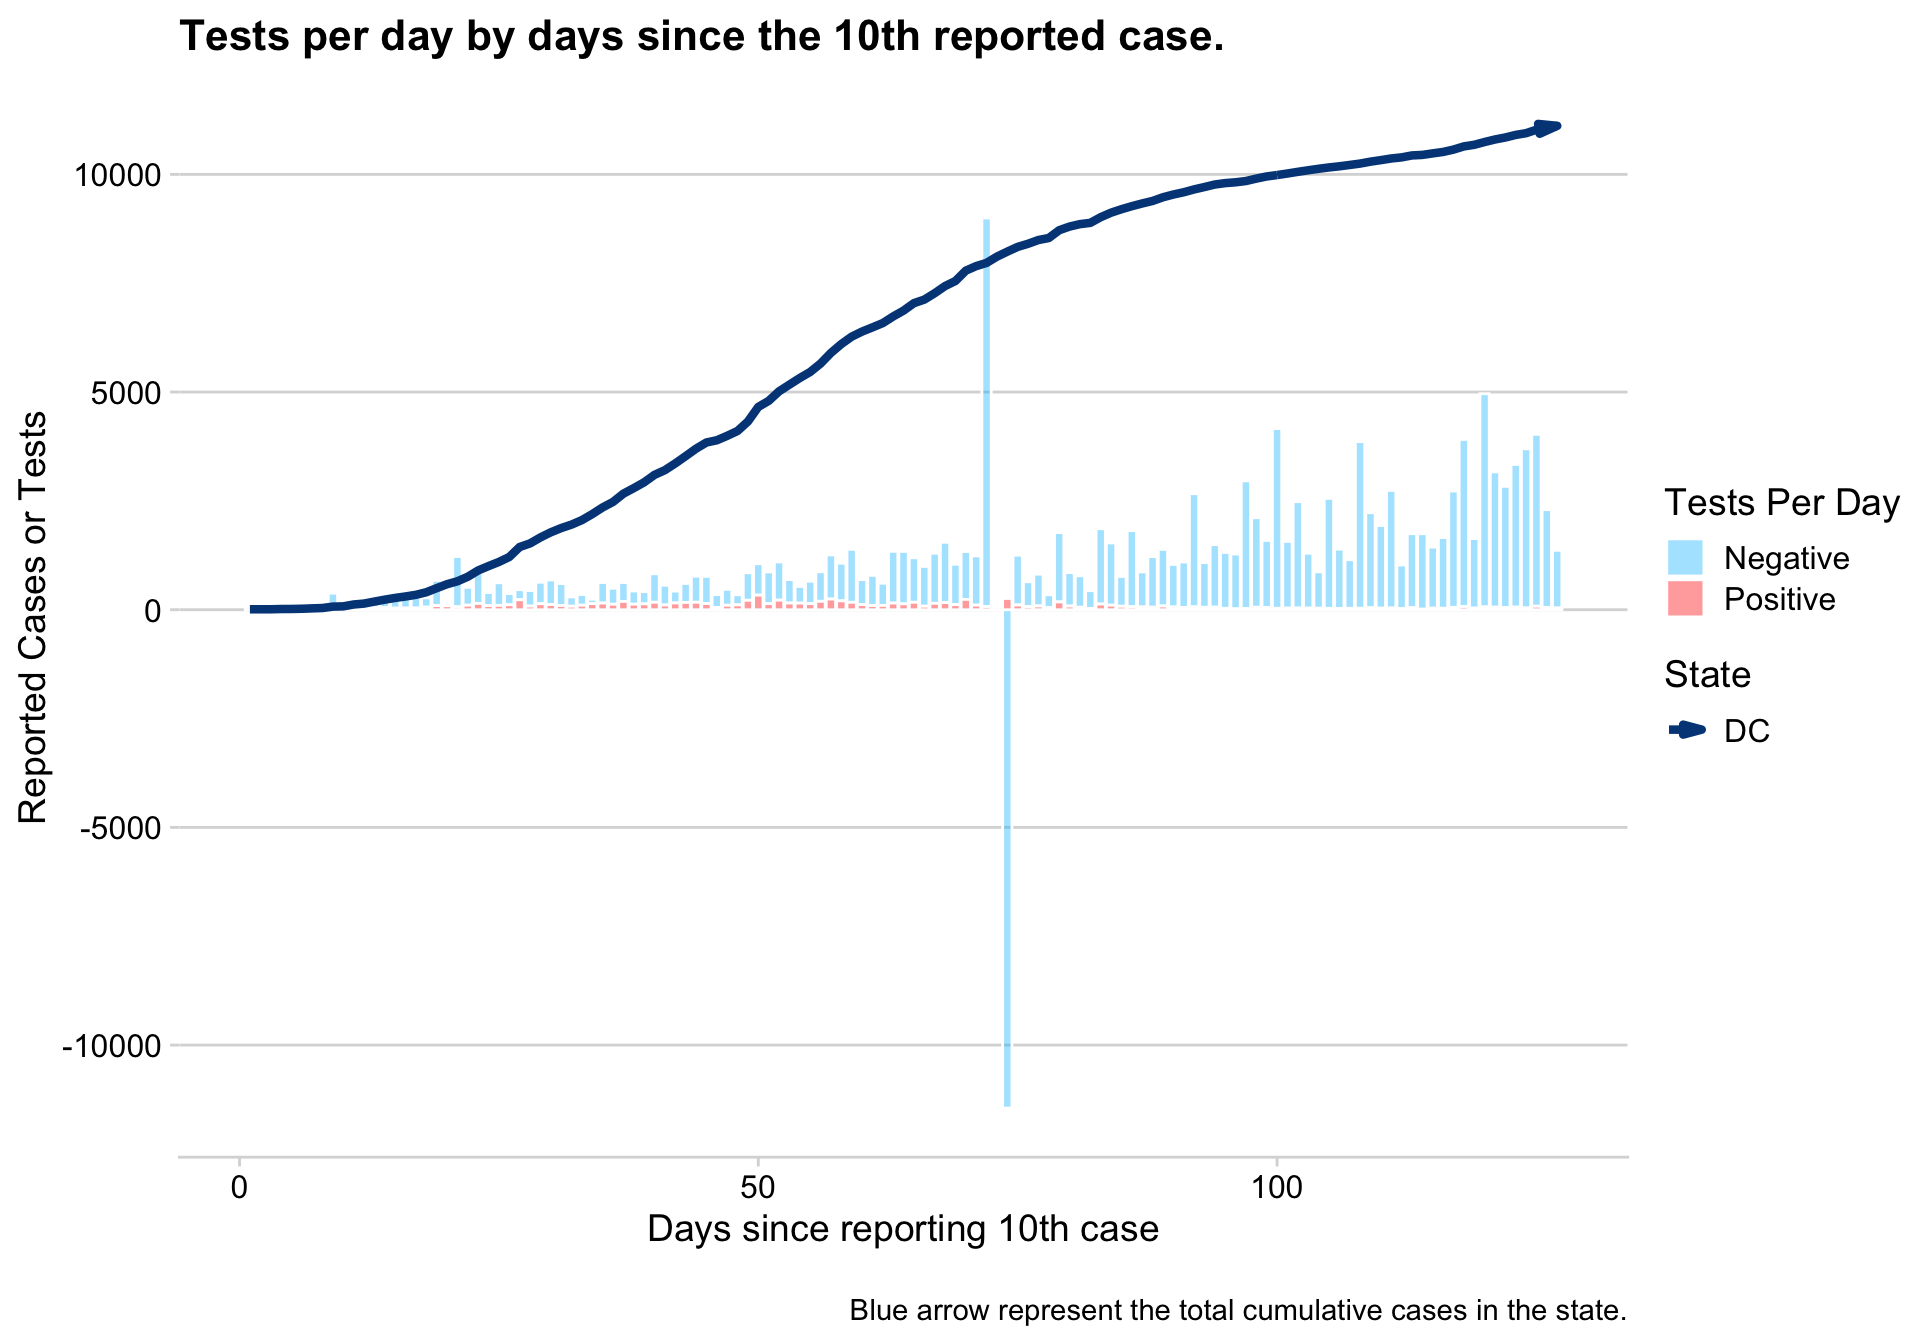 Tests per day by days since the 10th reported case.
10000
5000
0
-5000
-10000
Reported Cases or Tests
0
50
100
Days since reporting 10th case
Tests Per Day
Negative
Positive
State
DC
Blue arrow represent the total cumulative cases in the state.